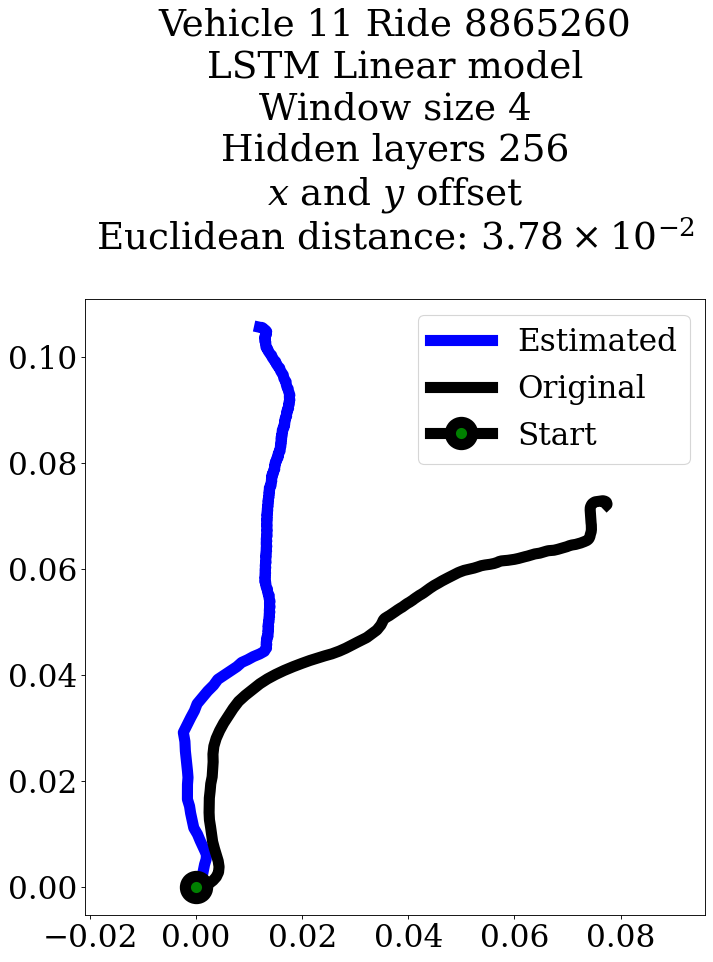 Vehicle 11 Ride 8865260
LSTM Linear model
Window size 4
Hidden layers 256
x and y offset
Euclidean distance: 3.78 × 10⁻²
Estimated
Original
Start
0.10
0.08
0.06
0.04
0.02
0.00
−0.02 0.00 0.02 0.04 0.06 0.08